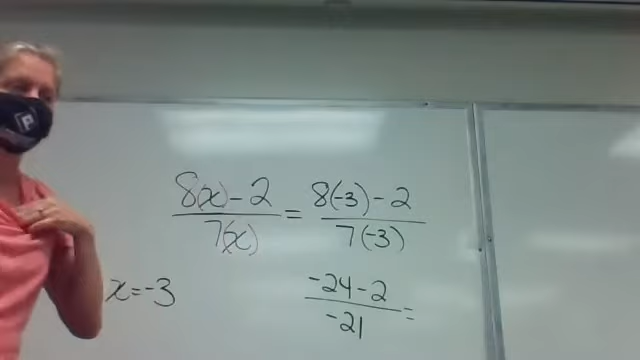 8(x)-2 / 7(x) = 8(-3)-2 / 7(-3)
x=-3
-24-2 / -21 =